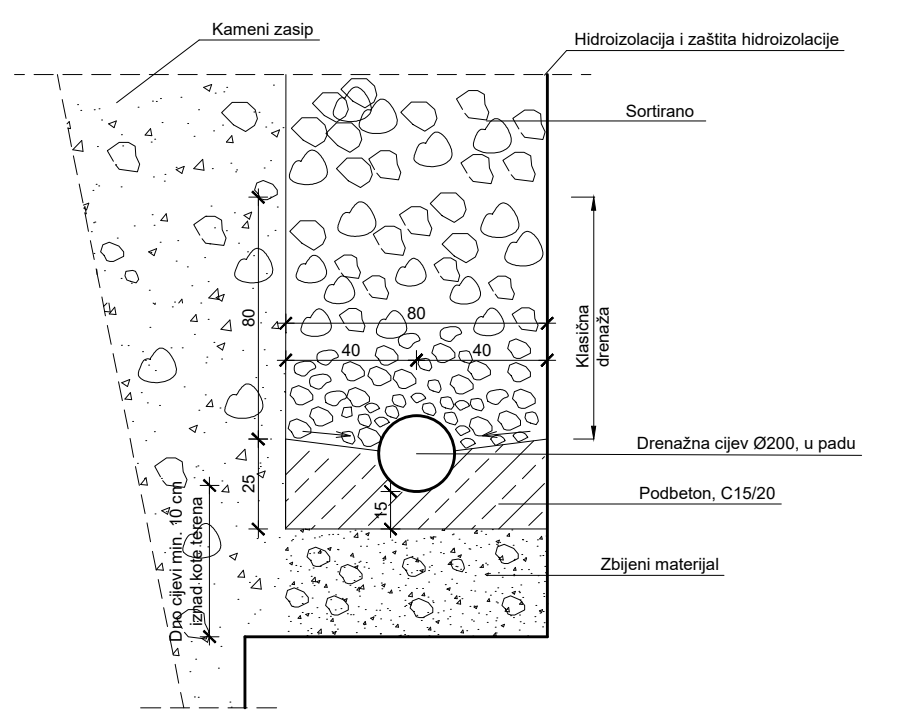 Kameni zasip
Hidroizolacija i zaštita hidroizolacije
Sortirano
80
80
40
40
Klasična
drenaža
Drenažna cijev Ø200, u padu
25
15
Podbeton, C15/20
Dno cijevi min. 10 cm
iznad kote terena
Zbijeni materijal